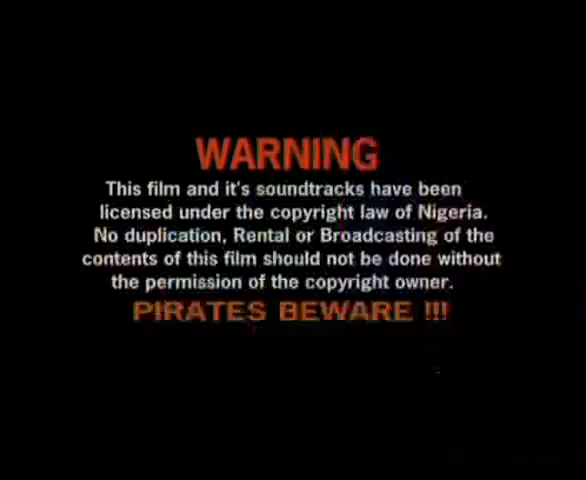 WARNING
This film and it's soundtracks have been
licensed under the copyright law of Nigeria.
No duplication, Rental or Broadcasting of the
contents of this film should not be done without
the permission of the copyright owner.
PIRATES BEWARE !!!